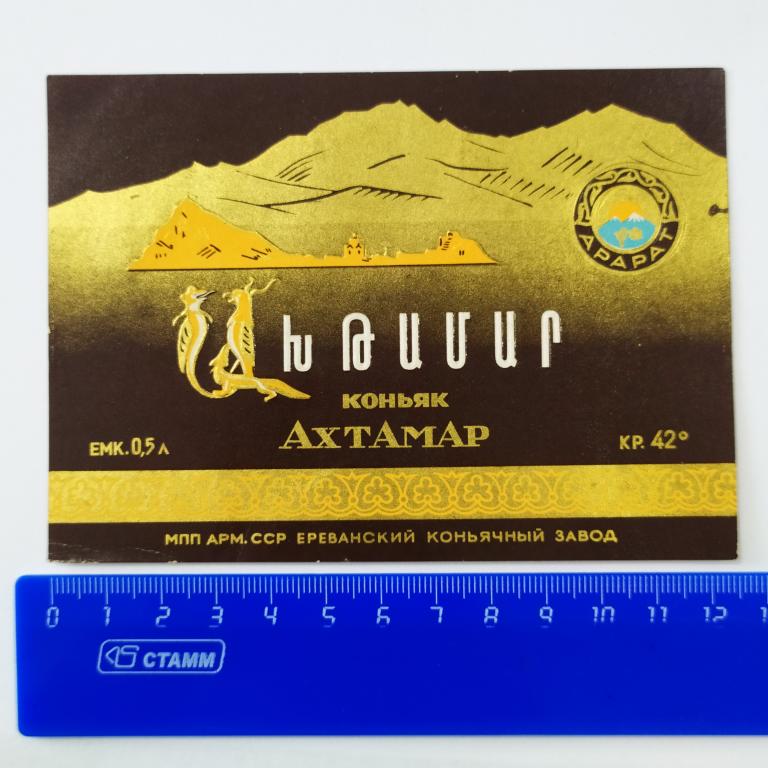 АРАРАТ
Ախթամար
КОНЬЯК
АХТАМАР
ЕМК. 0,5 Л
КР. 42°
МПП АРМ. ССР ЕРЕВАНСКИЙ КОНЬЯЧНЫЙ ЗАВОД
0 1 2 3 4 5 6 7 8 9 10 11 12 13
СТАММ